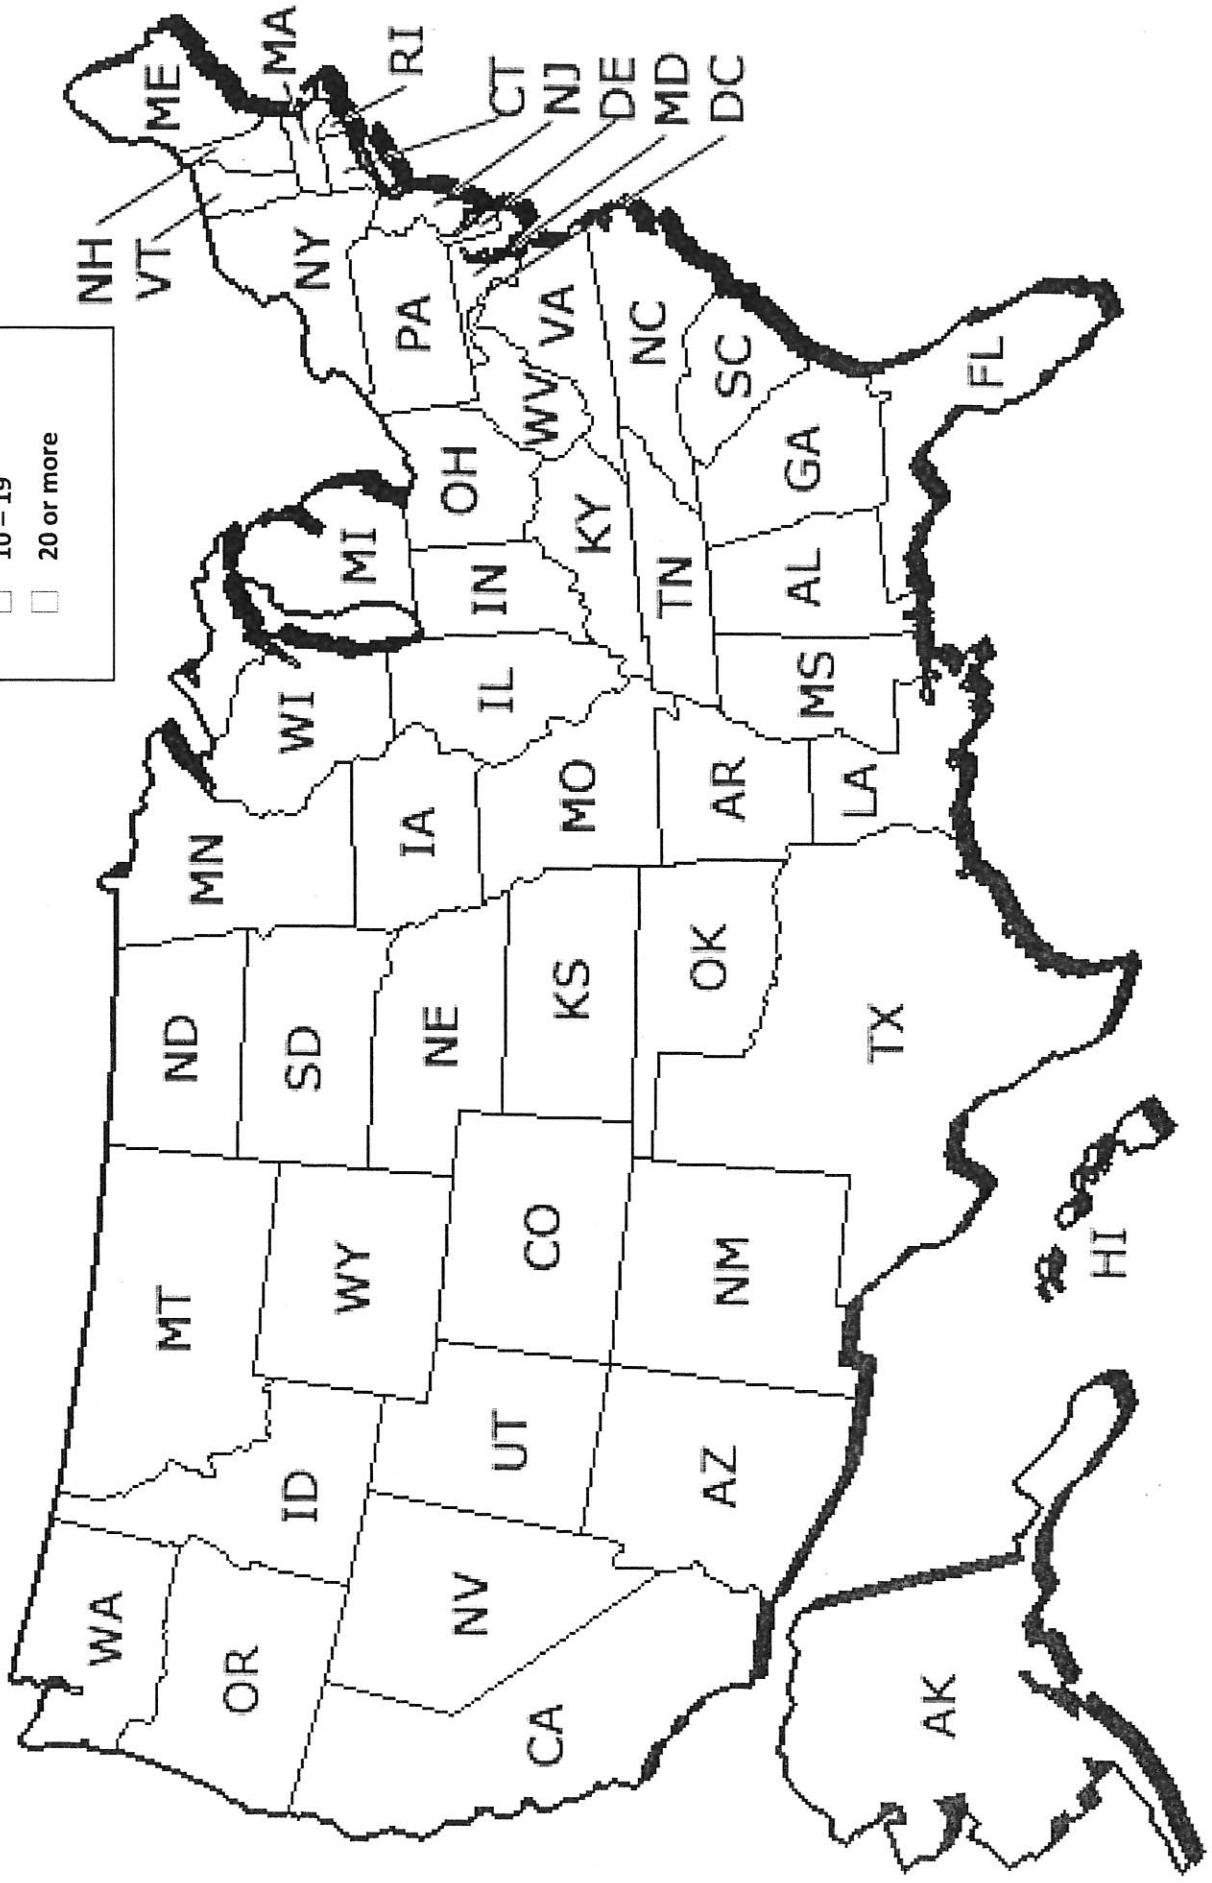 10 – 19
20 or more
ME
MA
RI
CT
NJ
DE
MD
DC
NH
VT
NY
PA
VA
WV
NC
SC
FL
GA
OH
KY
MI
IN
TN
AL
WI
IL
MS
MN
IA
MO
AR
LA
ND
SD
NE
KS
OK
TX
MT
WY
CO
NM
ID
UT
AZ
WA
OR
NV
CA
HI
AK